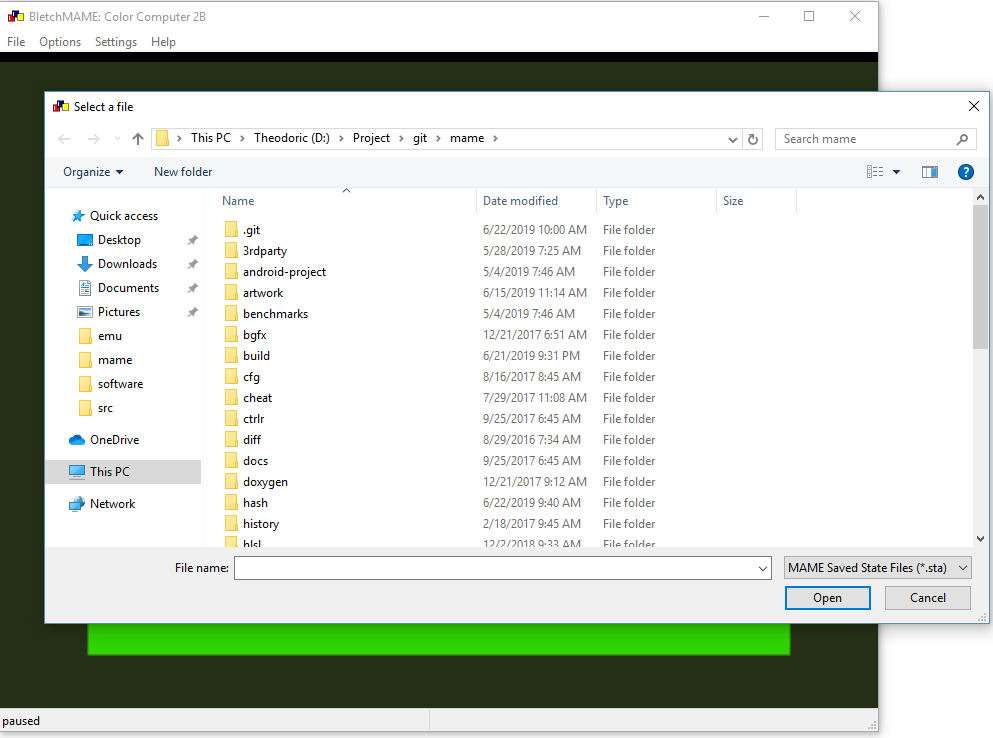 BletchMAME: Color Computer 2B
File Options Settings Help
Select a file
This PC > Theodoric (D:) > Project > git > mame >
Search mame
Organize New folder
?
Name Date modified Type Size
Quick access
Desktop
Downloads
Documents
Pictures
emu
mame
software
src
OneDrive
This PC
Network
.git 6/22/2019 10:00 AM File folder
3rdparty 5/28/2019 7:25 AM File folder
android-project 5/4/2019 7:46 AM File folder
artwork 6/15/2019 11:14 AM File folder
benchmarks 5/4/2019 7:46 AM File folder
bgfx 12/21/2017 6:51 AM File folder
build 6/21/2019 9:31 PM File folder
cfg 8/16/2017 8:45 AM File folder
cheat 7/29/2017 11:08 AM File folder
ctrlr 9/25/2017 6:45 AM File folder
diff 8/29/2016 7:34 AM File folder
docs 9/25/2017 6:45 AM File folder
doxygen 12/21/2017 9:12 AM File folder
hash 6/22/2019 9:40 AM File folder
history 2/18/2017 9:45 AM File folder
hlsl 12/2/2018 9:33 AM File folder
File name:
MAME Saved State Files (*.sta)
Open Cancel
paused